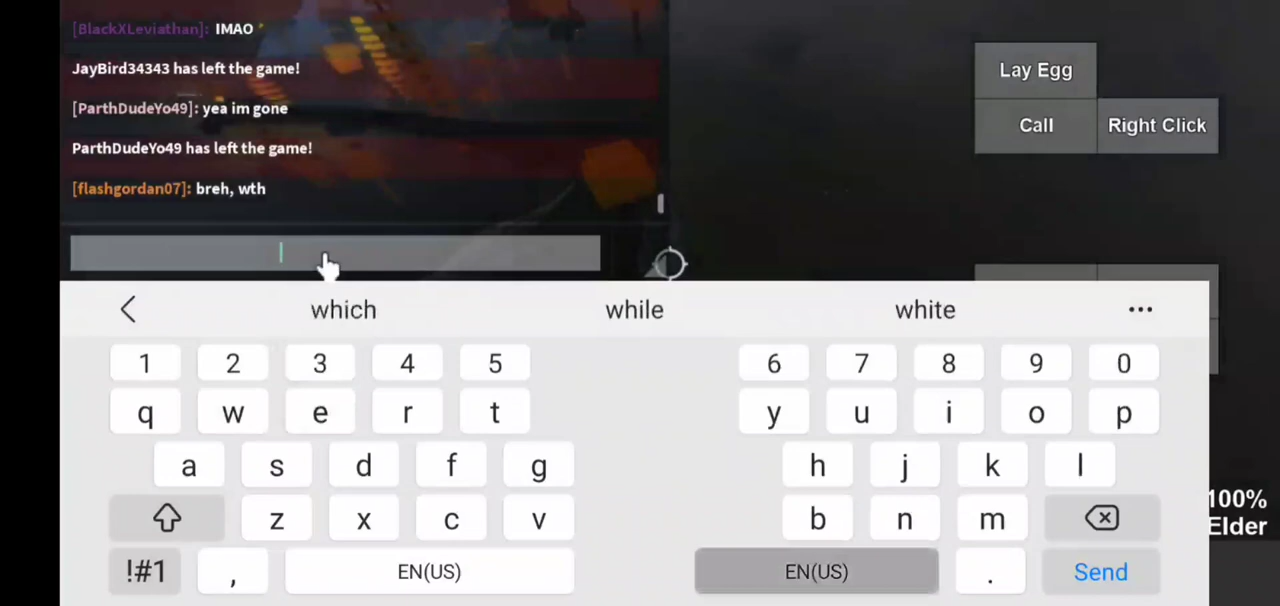 [BlackXLeviathan]: IMAO
JayBird34343 has left the game!
[ParthDudeYo49]: yea im gone
ParthDudeYo49 has left the game!
[flashgordan07]: breh, wth
Lay Egg
Call Right Click
which while white ...
1 2 3 4 5 6 7 8 9 0
q w e r t y u i o p
a s d f g h j k l
z x c v b n m
!#1 , EN(US) EN(US) . Send
100%
Elder